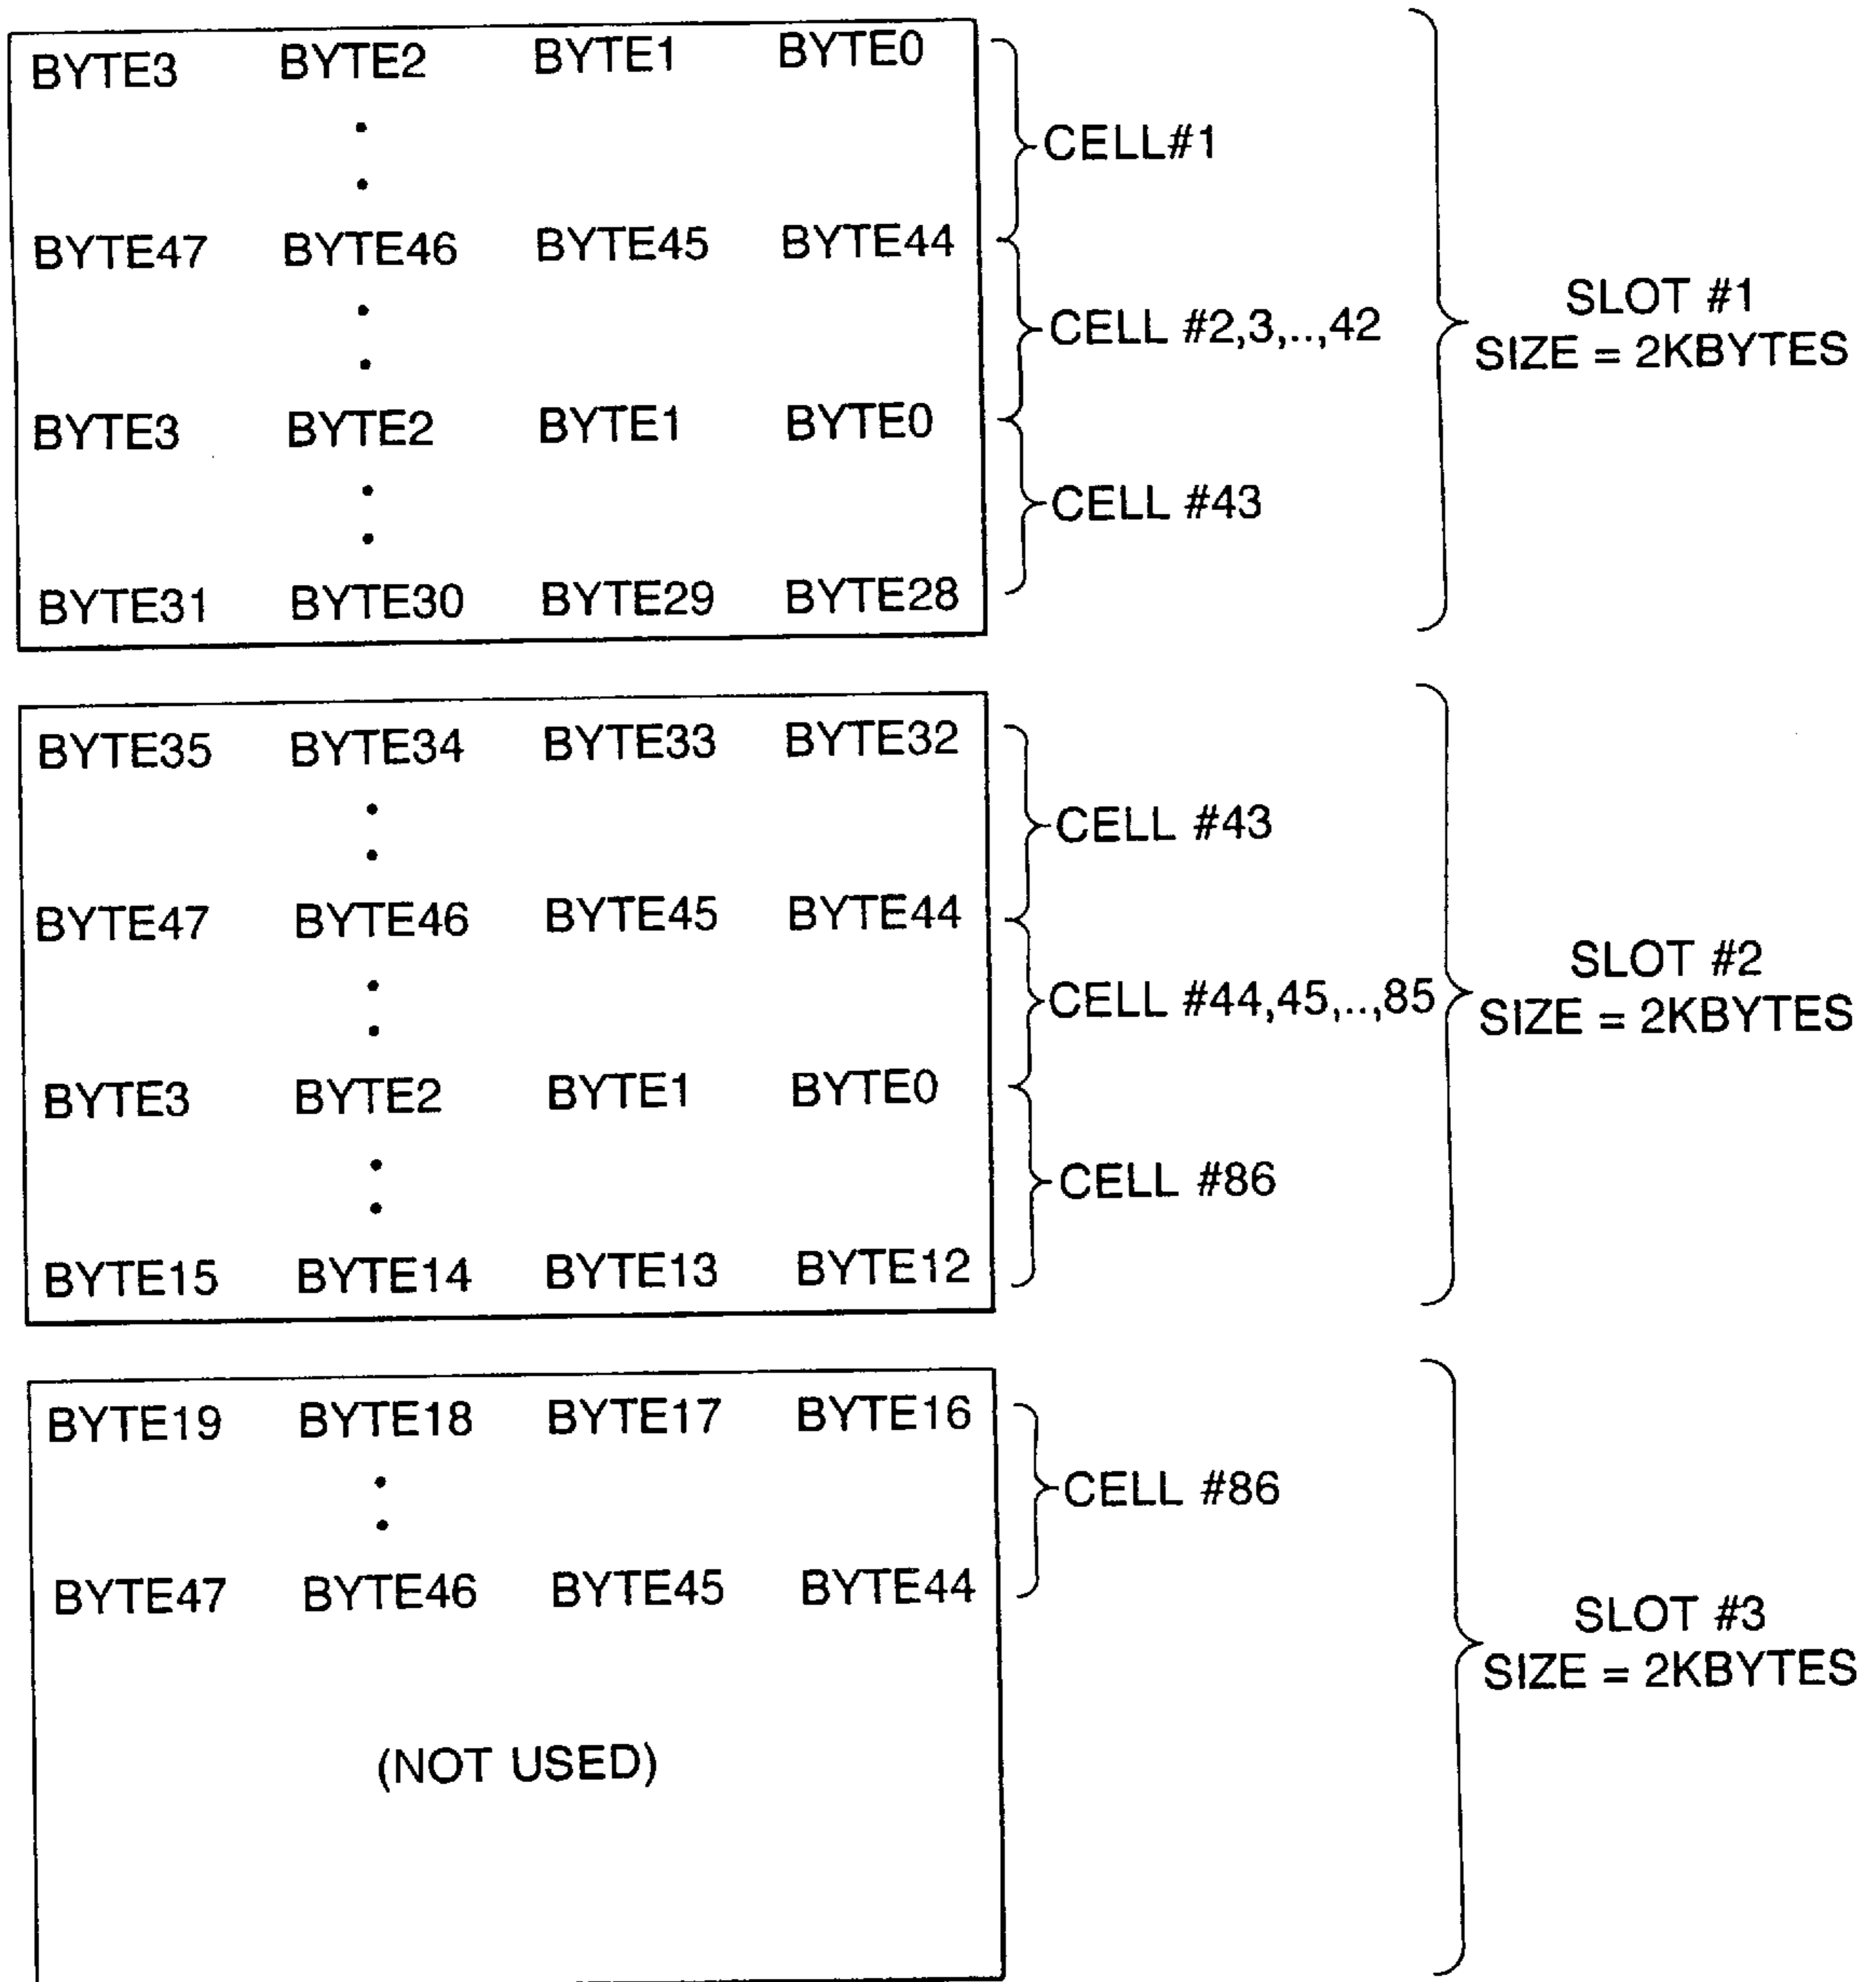 BYTE3 BYTE2 BYTE1 BYTE0
CELL#1
BYTE47 BYTE46 BYTE45 BYTE44
CELL #2,3,..,42
SLOT #1
SIZE = 2KBYTES
BYTE3 BYTE2 BYTE1 BYTE0
CELL #43
BYTE31 BYTE30 BYTE29 BYTE28
BYTE35 BYTE34 BYTE33 BYTE32
CELL #43
BYTE47 BYTE46 BYTE45 BYTE44
CELL #44,45,..,85
SLOT #2
SIZE = 2KBYTES
BYTE3 BYTE2 BYTE1 BYTE0
CELL #86
BYTE15 BYTE14 BYTE13 BYTE12
BYTE19 BYTE18 BYTE17 BYTE16
CELL #86
BYTE47 BYTE46 BYTE45 BYTE44
SLOT #3
SIZE = 2KBYTES
(NOT USED)